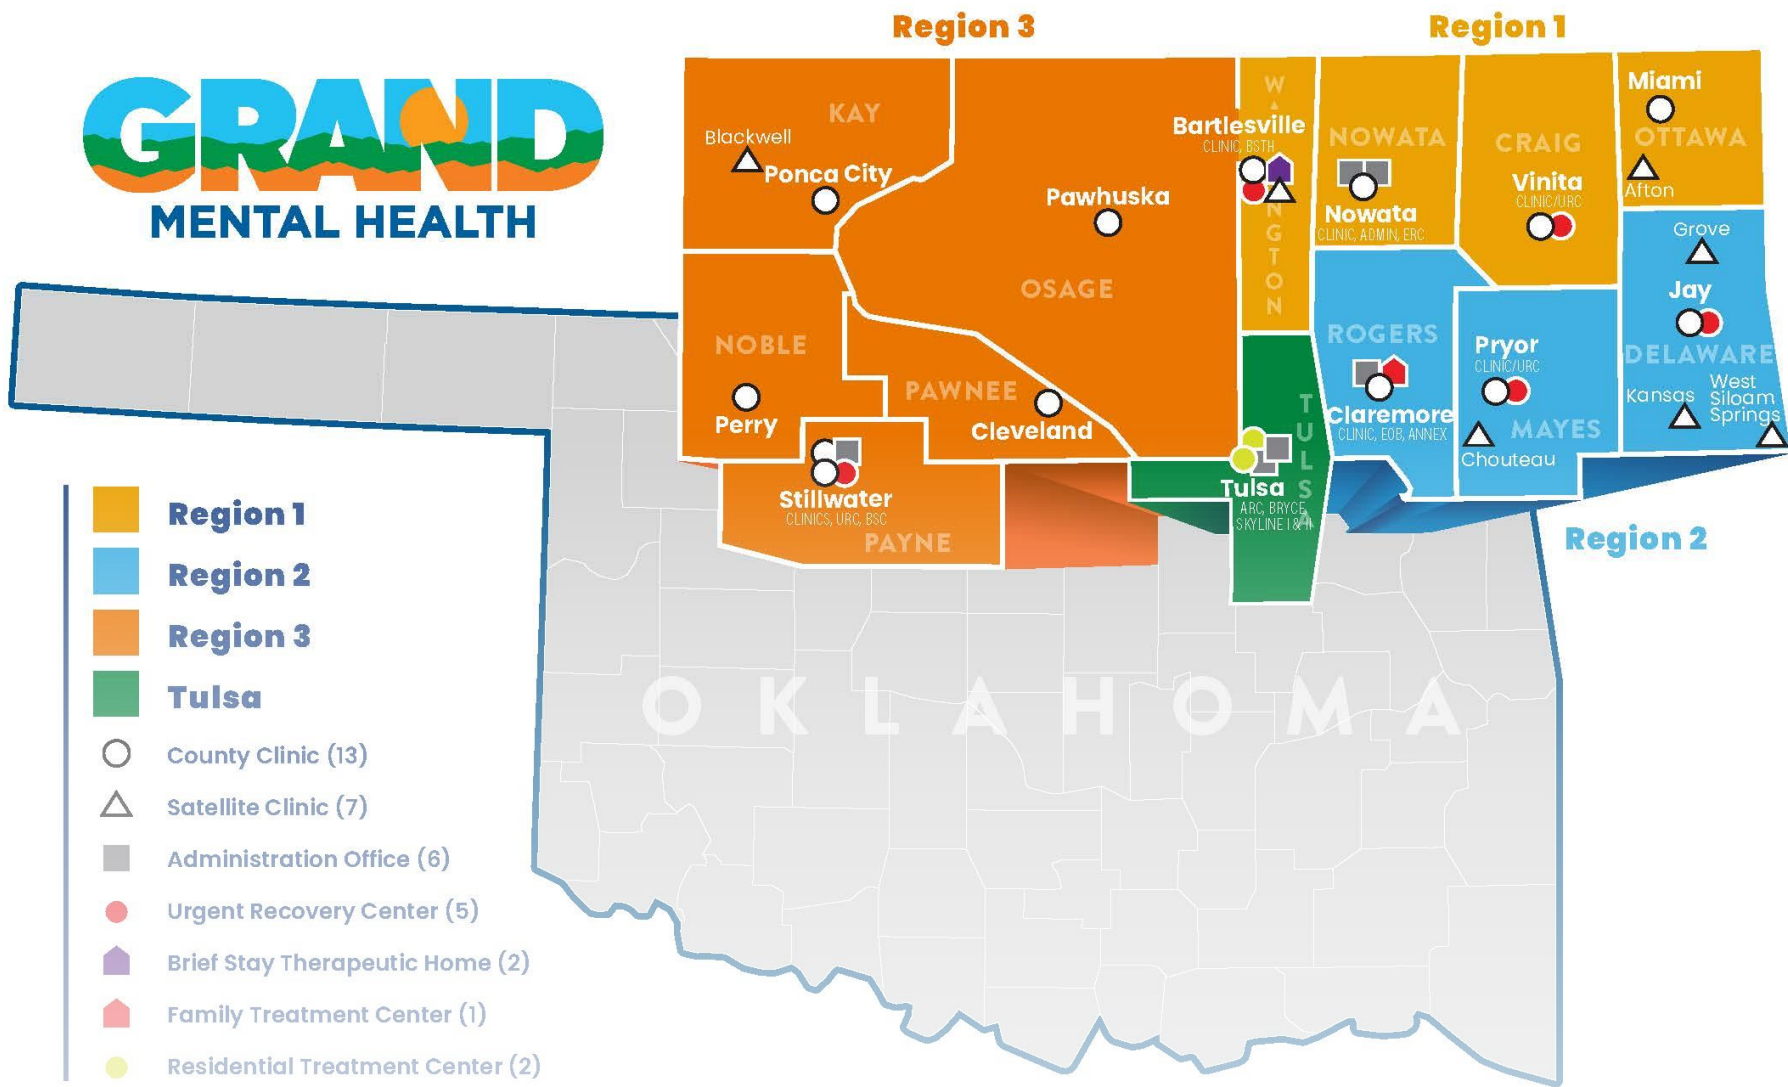 Region 3
Region 1
GRAND
MENTAL HEALTH
KAY
Blackwell
Ponca City
Pawhuska
OSAGE
Bartlesville
CLINIC, BSTH
NOWATA
Nowata
CLINIC, ADMIN, ERC
CRAIG
Vinita
CLINIC/URC
Miami
OTTAWA
Afton
Grove
Jay
DELAWARE
Kansas
West
Siloam
Springs
ROGERS
Claremore
CLINIC, EOB, ANNEX
Pryor
CLINIC/URC
MAYES
Chouteau
NOBLE
Perry
PAWNEE
Cleveland
Stillwater
CLINICS, URC, BSC
PAYNE
TULSA
Tulsa
ARC, BRYCE,
SKYLINE I & II
Region 2
OKLAHOMA
Region 1
Region 2
Region 3
Tulsa
County Clinic (13)
Satellite Clinic (7)
Administration Office (6)
Urgent Recovery Center (5)
Brief Stay Therapeutic Home (2)
Family Treatment Center (1)
Residential Treatment Center (2)